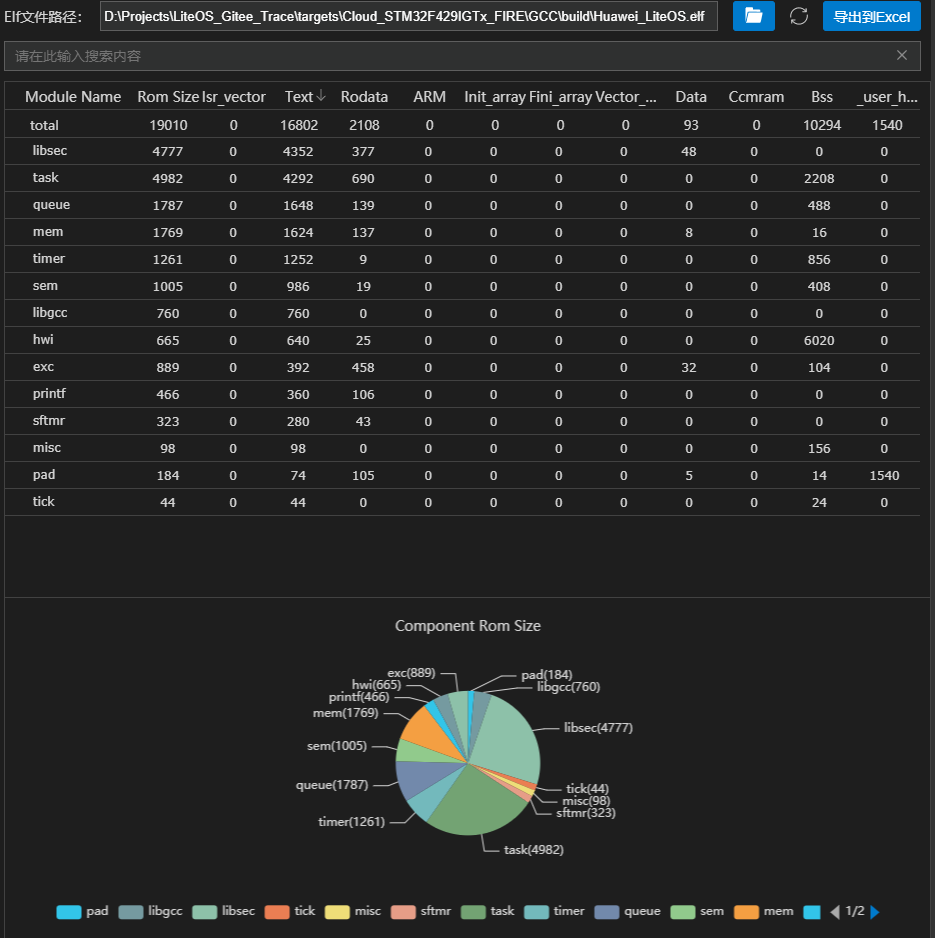 Elf文件路径： D:\Projects\LiteOS_Gitee_Trace\targets\Cloud_STM32F429IGTx_FIRE\GCC\build\Huawei_LiteOS.elf 导出到Excel
请在此输入搜索内容
Module Name Rom Size Isr_vector Text Rodata ARM Init_array Fini_array Vector_... Data Ccmram Bss _user_h...
total 19010 0 16802 2108 0 0 0 0 93 0 10294 1540
libsec 4777 0 4352 377 0 0 0 0 48 0 0 0
task 4982 0 4292 690 0 0 0 0 0 0 2208 0
queue 1787 0 1648 139 0 0 0 0 0 0 488 0
mem 1769 0 1624 137 0 0 0 0 8 0 16 0
timer 1261 0 1252 9 0 0 0 0 0 0 856 0
sem 1005 0 986 19 0 0 0 0 0 0 408 0
libgcc 760 0 760 0 0 0 0 0 0 0 0 0
hwi 665 0 640 25 0 0 0 0 0 0 6020 0
exc 889 0 392 458 0 0 0 0 32 0 104 0
printf 466 0 360 106 0 0 0 0 0 0 0 0
sftmr 323 0 280 43 0 0 0 0 0 0 0 0
misc 98 0 98 0 0 0 0 0 0 0 156 0
pad 184 0 74 105 0 0 0 0 5 0 14 1540
tick 44 0 44 0 0 0 0 0 0 0 24 0
Component Rom Size
exc(889) pad(184)
hwi(665) libgcc(760)
printf(466)
mem(1769)
libsec(4777)
sem(1005)
queue(1787) tick(44)
misc(98)
sftmr(323)
timer(1261)
task(4982)
pad libgcc libsec tick misc sftmr task timer queue sem mem 1/2